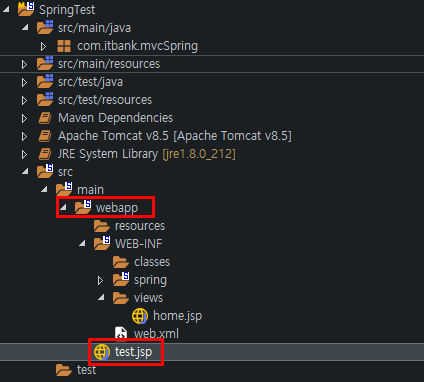 SpringTest
src/main/java
com.itbank.mvcSpring
src/main/resources
src/test/java
src/test/resources
Maven Dependencies
Apache Tomcat v8.5 [Apache Tomcat v8.5]
JRE System Library [jre1.8.0_212]
src
main
webapp
resources
WEB-INF
classes
spring
views
home.jsp
web.xml
test.jsp
test